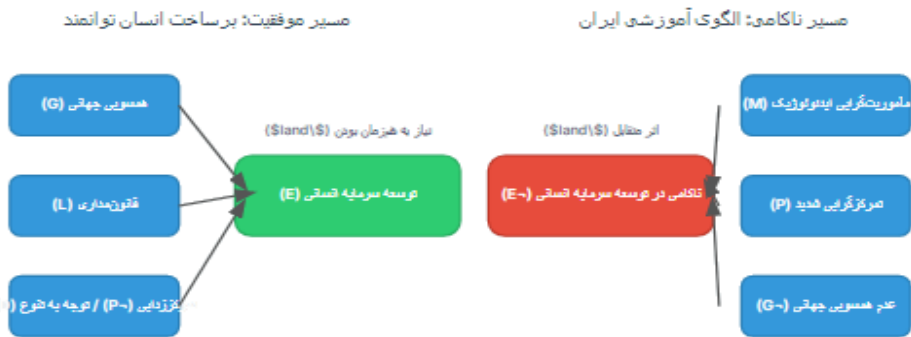 مسیر ناکامی: الگوی آموزشی ایران
مأموریت‌گرایی ایدئولوژیک (M)
تمرکزگرایی شدید (P)
عدم همسویی جهانی (¬G)
اثر متقابل ($\land$)
ناکامی در توسعه سرمایه انسانی (¬E)
مسیر موفقیت: برساخت انسان توانمند
نیاز به همزمان بودن ($\land$)
توسعه سرمایه انسانی (E)
همسویی جهانی (G)
قانون‌مداری (L)
(¬P) / توجه به تنوع